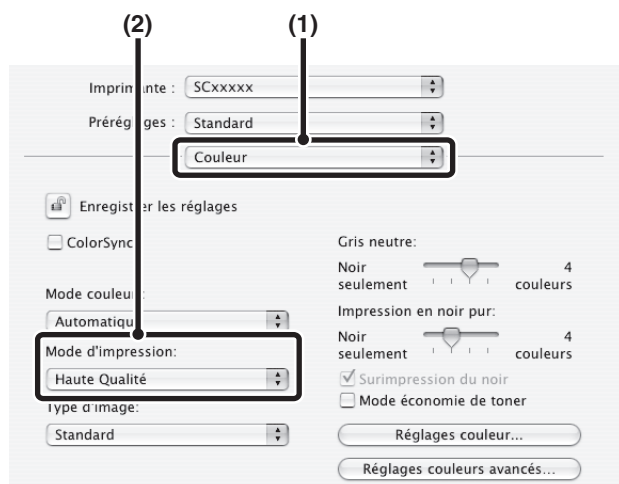 (2) (1)
Imprimante : SCxxxxx
Préréglages : Standard
Couleur
Enregistrer les réglages
ColorSync
Gris neutre:
Noir seulement 4 couleurs
Mode couleur:
Automatique
Impression en noir pur:
Noir seulement 4 couleurs
Mode d'impression:
Haute Qualité
Surimpression du noir
Mode économie de toner
Type d'image:
Standard
Réglages couleur...
Réglages couleurs avancés...